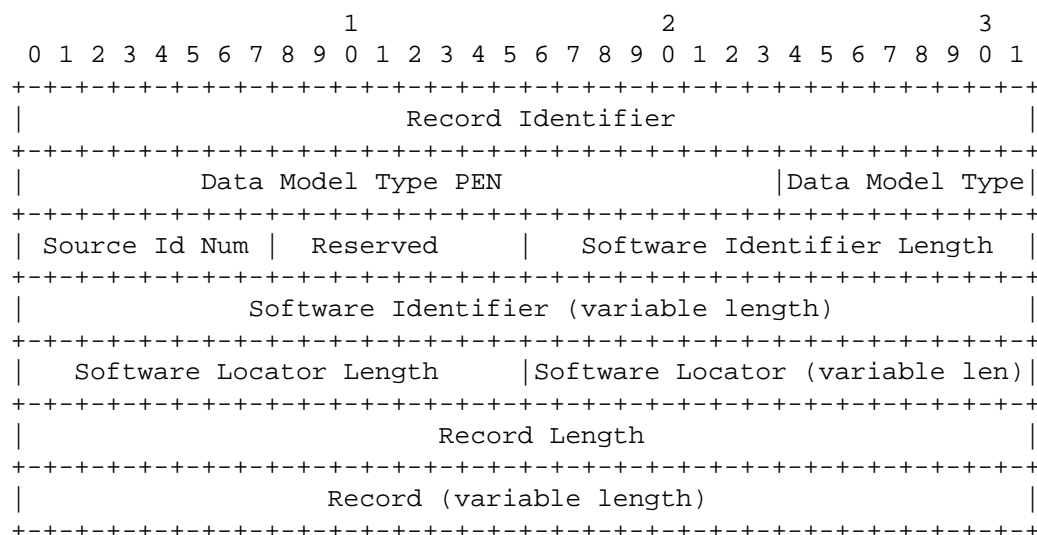 1                   2                   3
 0 1 2 3 4 5 6 7 8 9 0 1 2 3 4 5 6 7 8 9 0 1 2 3 4 5 6 7 8 9 0 1
+-+-+-+-+-+-+-+-+-+-+-+-+-+-+-+-+-+-+-+-+-+-+-+-+-+-+-+-+-+-+-+-+
|                        Record Identifier                      |
+-+-+-+-+-+-+-+-+-+-+-+-+-+-+-+-+-+-+-+-+-+-+-+-+-+-+-+-+-+-+-+-+
|           Data Model Type PEN                 |Data Model Type|
+-+-+-+-+-+-+-+-+-+-+-+-+-+-+-+-+-+-+-+-+-+-+-+-+-+-+-+-+-+-+-+-+
| Source Id Num |  Reserved     |   Software Identifier Length  |
+-+-+-+-+-+-+-+-+-+-+-+-+-+-+-+-+-+-+-+-+-+-+-+-+-+-+-+-+-+-+-+-+
|              Software Identifier (variable length)            |
+-+-+-+-+-+-+-+-+-+-+-+-+-+-+-+-+-+-+-+-+-+-+-+-+-+-+-+-+-+-+-+-+
|   Software Locator Length     |Software Locator (variable len)|
+-+-+-+-+-+-+-+-+-+-+-+-+-+-+-+-+-+-+-+-+-+-+-+-+-+-+-+-+-+-+-+-+
|                          Record Length                        |
+-+-+-+-+-+-+-+-+-+-+-+-+-+-+-+-+-+-+-+-+-+-+-+-+-+-+-+-+-+-+-+-+
|                   Record (variable length)                    |
+-+-+-+-+-+-+-+-+-+-+-+-+-+-+-+-+-+-+-+-+-+-+-+-+-+-+-+-+-+-+-+-+